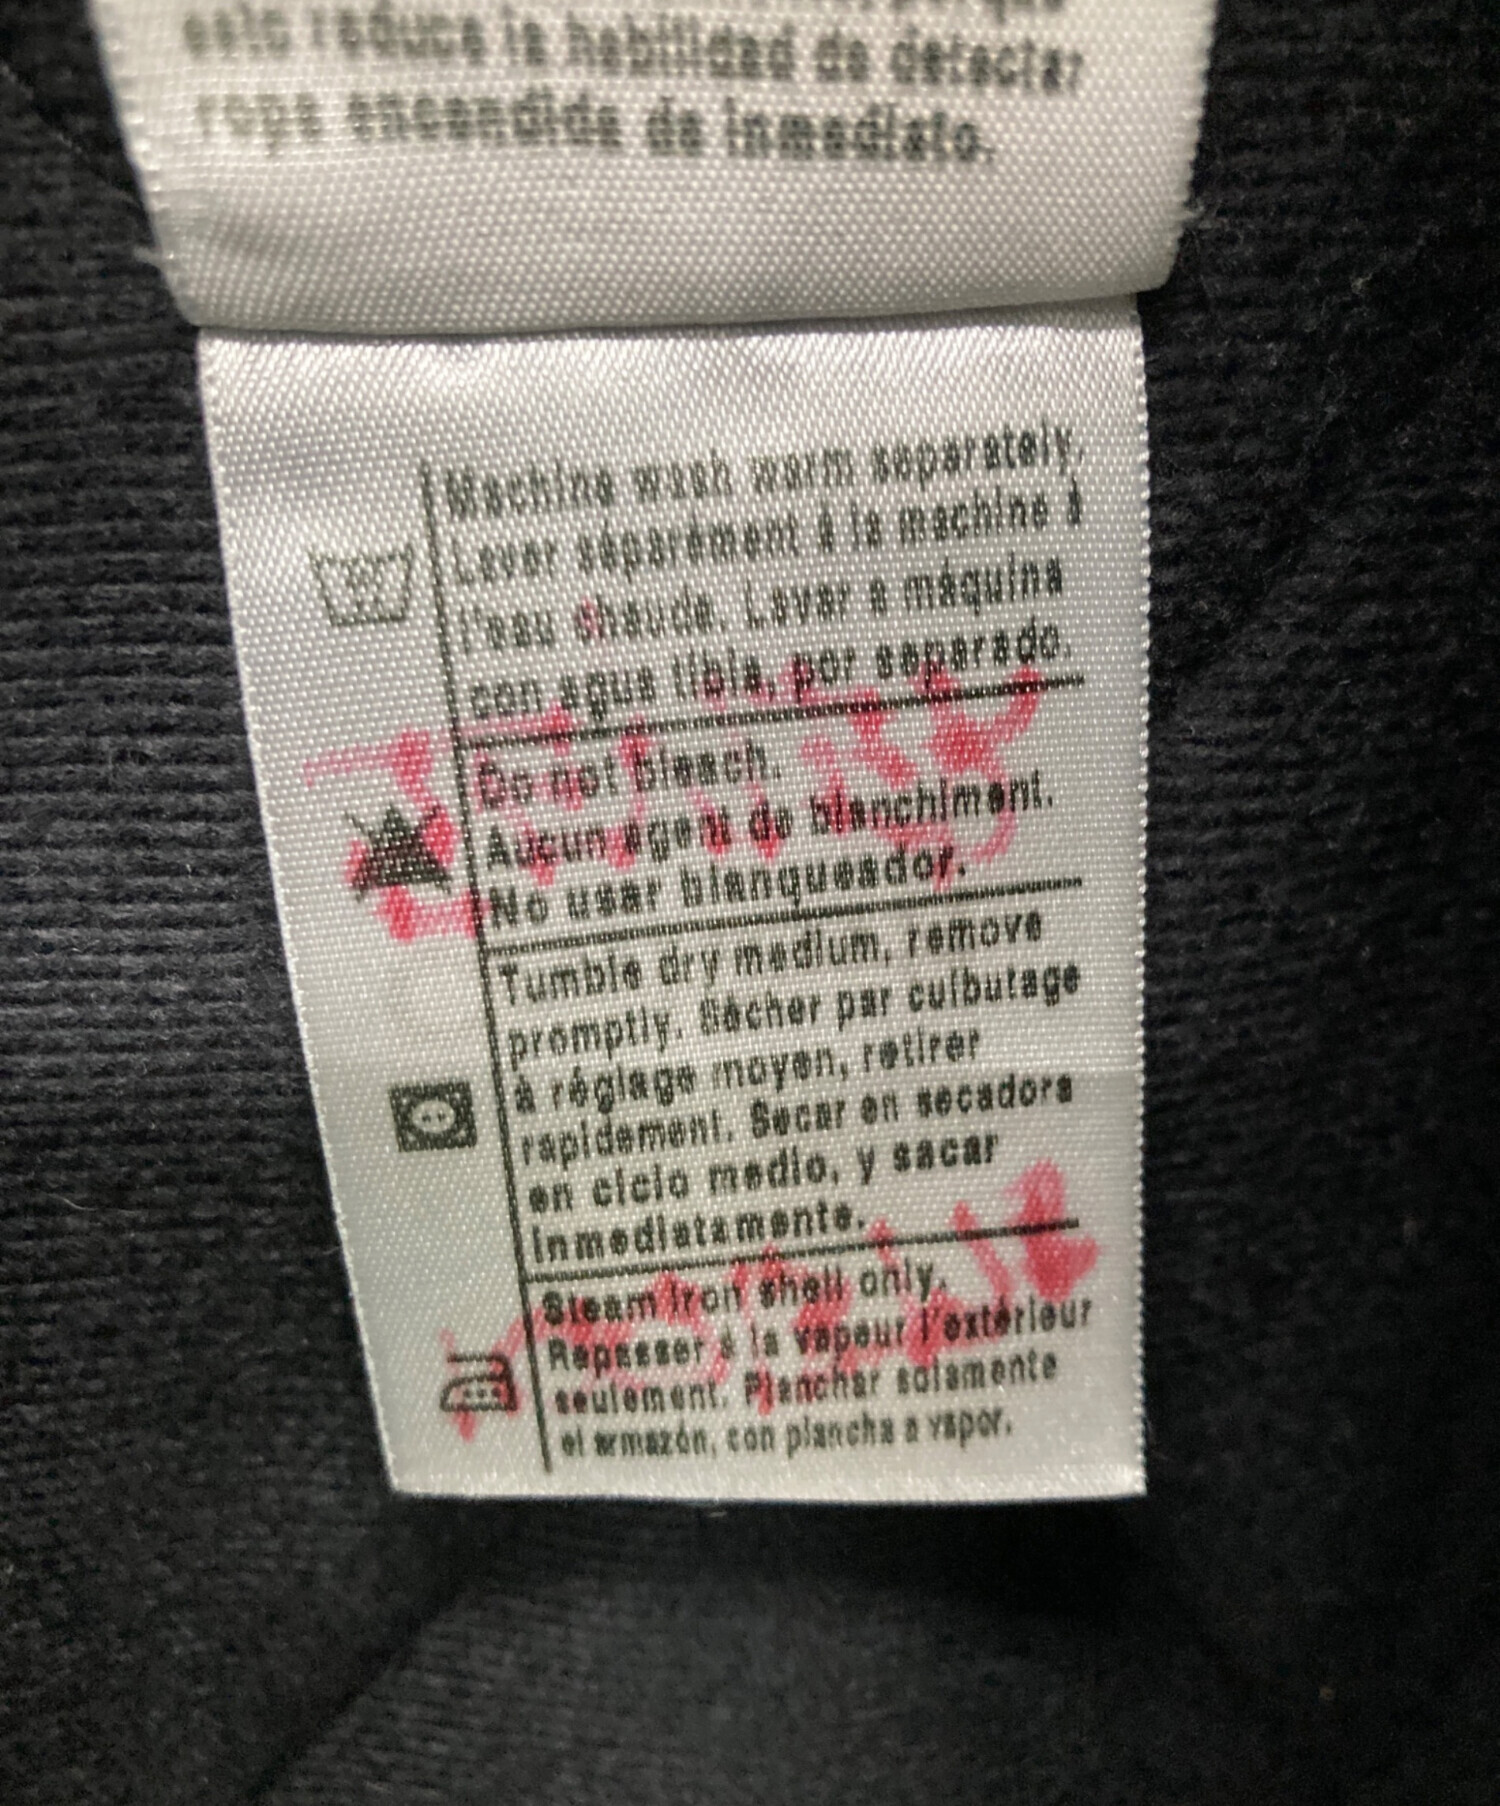 esto reduce la habilidad de detectar
ropa encendida de inmediato.
Machine wash warm separately.
Laver séparément à la machine à
l'eau chaude. Lavar a máquina
con agua tibia, por separado.
Do not bleach.
Aucun agent de blanchiment.
No usar blanqueador.
Tumble dry medium, remove
promptly. Sécher par culbutage
à réglage moyen, retirer
rapidement. Secar en secadora
en ciclo medio, y sacar
inmediatamente.
Steam iron shell only.
Repasser à la vapeur l'extérieur
seulement. Planchar solamente
el armazón, con plancha a vapor.